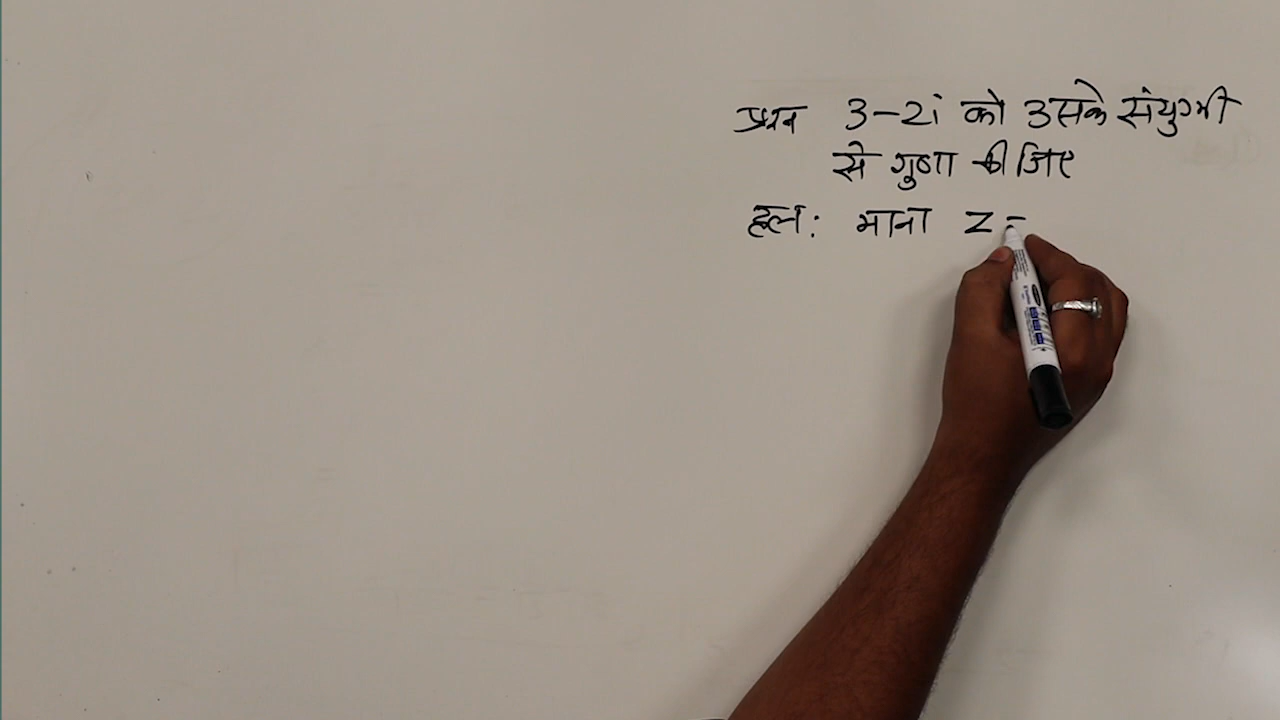 प्रश्न 3-2i को उसके संयुग्मी
से गुणा कीजिए
हल: माना z =